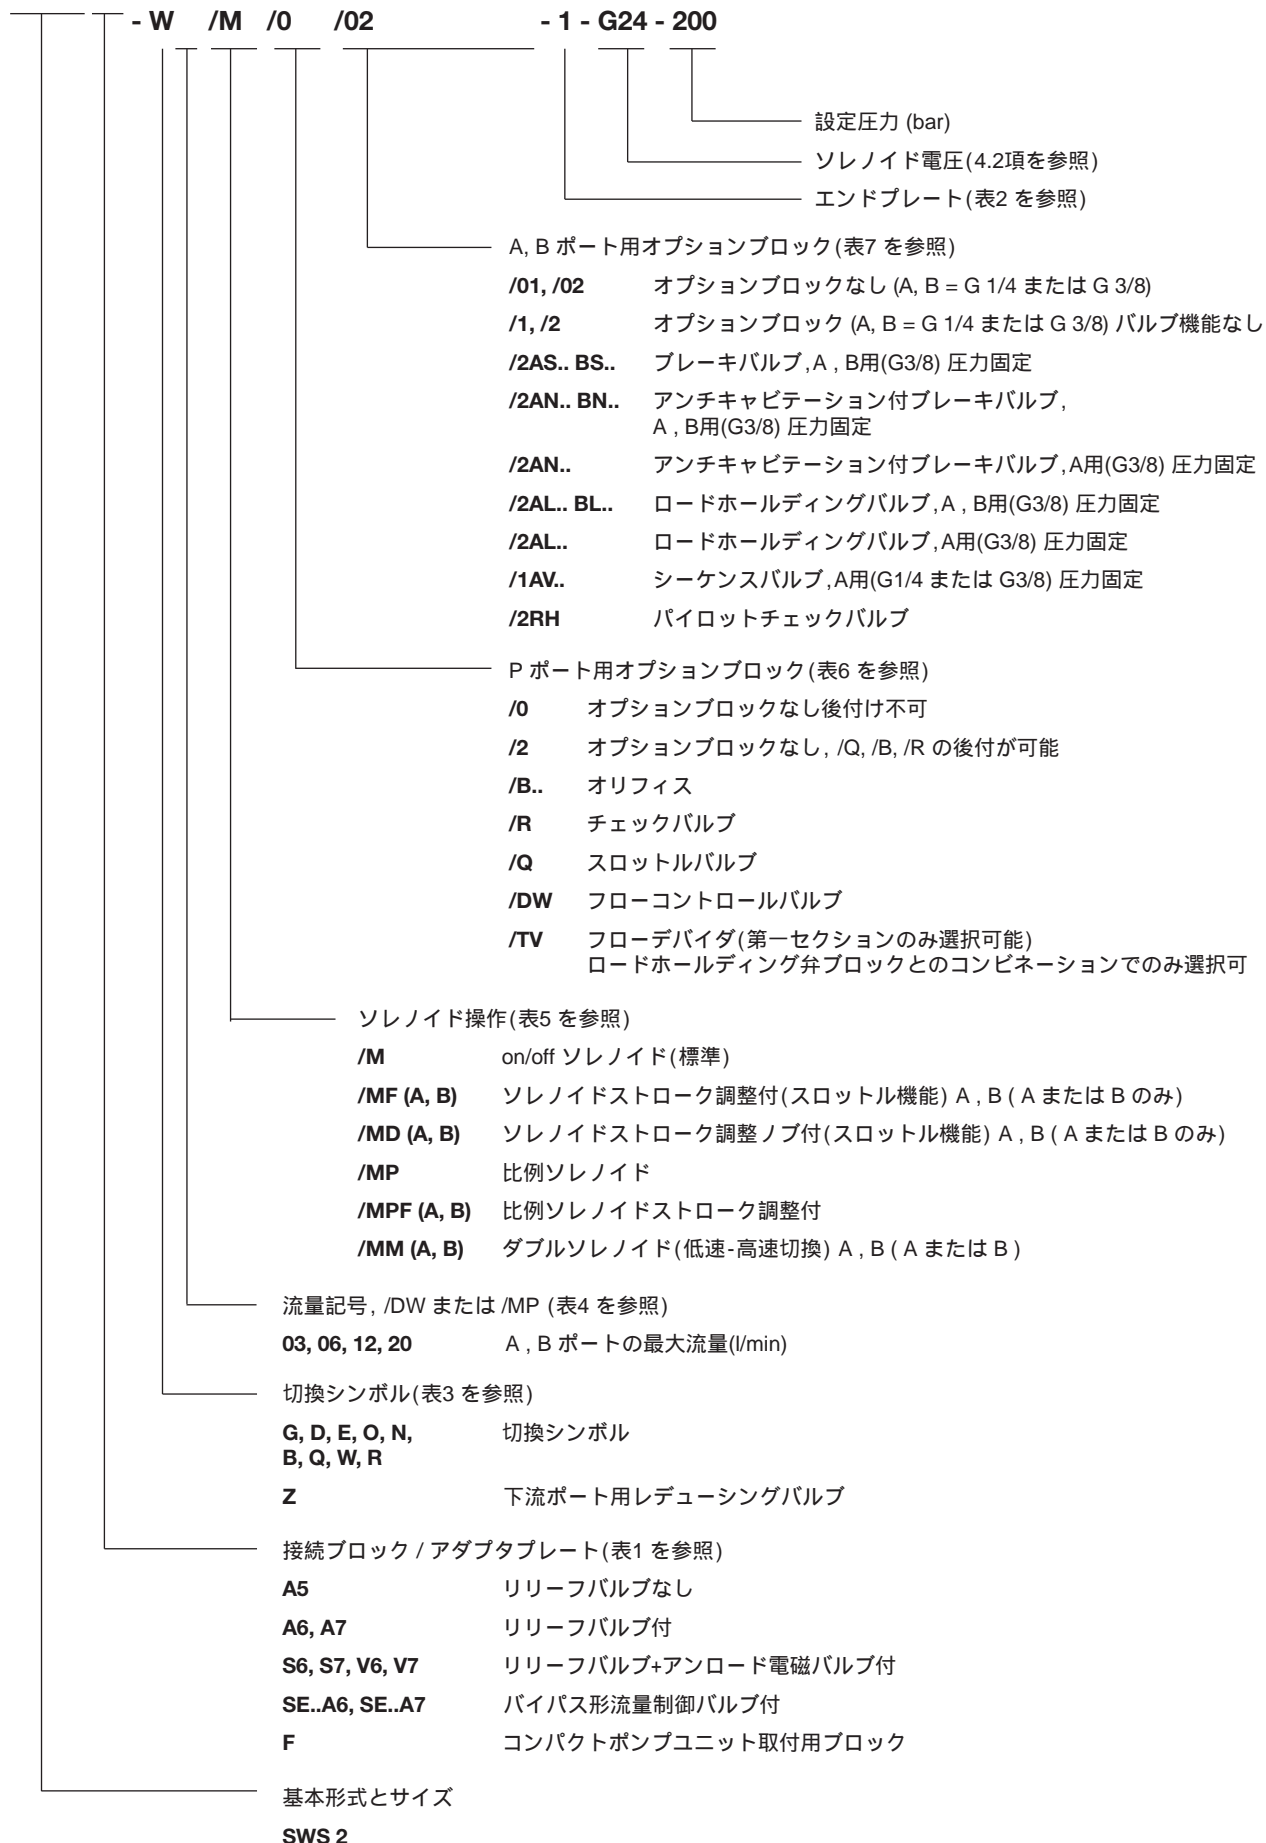 - W /M /0 /02 - 1 - G24 - 200
設定圧力 (bar)
ソレノイド電圧(4.2項を参照)
エンドプレート(表2 を参照)
A, B ポート用オプションブロック(表7 を参照)
/01, /02 オプションブロックなし (A, B = G 1/4 または G 3/8)
/1, /2 オプションブロック (A, B = G 1/4 または G 3/8) バルブ機能なし
/2AS.. BS.. ブレーキバルブ,A , B用(G3/8) 圧力固定
/2AN.. BN.. アンチキャビテーション付ブレーキバルブ,
A , B用(G3/8) 圧力固定
/2AN.. アンチキャビテーション付ブレーキバルブ,A用(G3/8) 圧力固定
/2AL.. BL.. ロードホールディングバルブ,A , B用(G3/8) 圧力固定
/2AL.. ロードホールディングバルブ,A用(G3/8) 圧力固定
/1AV.. シーケンスバルブ,A用(G1/4 または G3/8) 圧力固定
/2RH パイロットチェックバルブ
P ポート用オプションブロック(表6 を参照)
/0 オプションブロックなし後付け不可
/2 オプションブロックなし, /Q, /B, /R の後付が可能
/B.. オリフィス
/R チェックバルブ
/Q スロットルバルブ
/DW フローコントロールバルブ
/TV フローデバイダ(第一セクションのみ選択可能)
ロードホールディング弁ブロックとのコンビネーションでのみ選択可
ソレノイド操作(表5 を参照)
/M on/off ソレノイド(標準)
/MF (A, B) ソレノイドストローク調整付(スロットル機能) A , B ( A または B のみ)
/MD (A, B) ソレノイドストローク調整ノブ付(スロットル機能) A , B ( A または B のみ)
/MP 比例ソレノイド
/MPF (A, B) 比例ソレノイドストローク調整付
/MM (A, B) ダブルソレノイド(低速-高速切換) A , B ( A または B )
流量記号, /DW または /MP (表4 を参照)
03, 06, 12, 20 A , B ポートの最大流量(l/min)
切換シンボル(表3 を参照)
G, D, E, O, N, 切換シンボル
B, Q, W, R
Z 下流ポート用レデューシングバルブ
接続ブロック / アダプタプレート(表1 を参照)
A5 リリーフバルブなし
A6, A7 リリーフバルブ付
S6, S7, V6, V7 リリーフバルブ+アンロード電磁バルブ付
SE..A6, SE..A7 バイパス形流量制御バルブ付
F コンパクトポンプユニット取付用ブロック
基本形式とサイズ
SWS 2